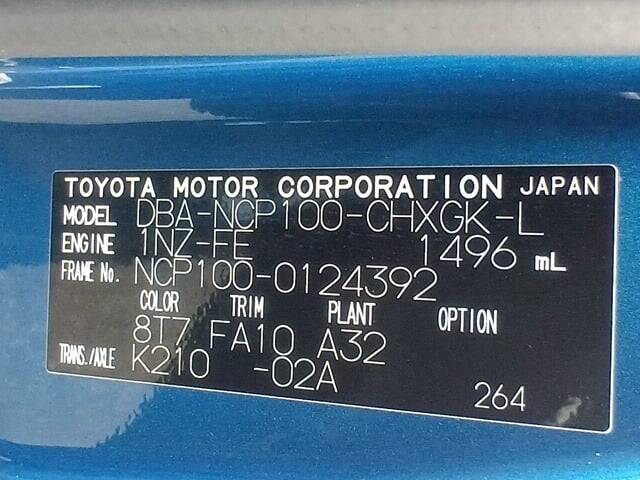 TOYOTA MOTOR CORPORATION JAPAN
MODEL DBA-NCP100-CHXGK-L
ENGINE 1NZ-FE 1496 mL
FRAME No. NCP100-0124392
COLOR TRIM PLANT OPTION
8T7 FA10 A32
TRANS./AXLE K210 -02A
264